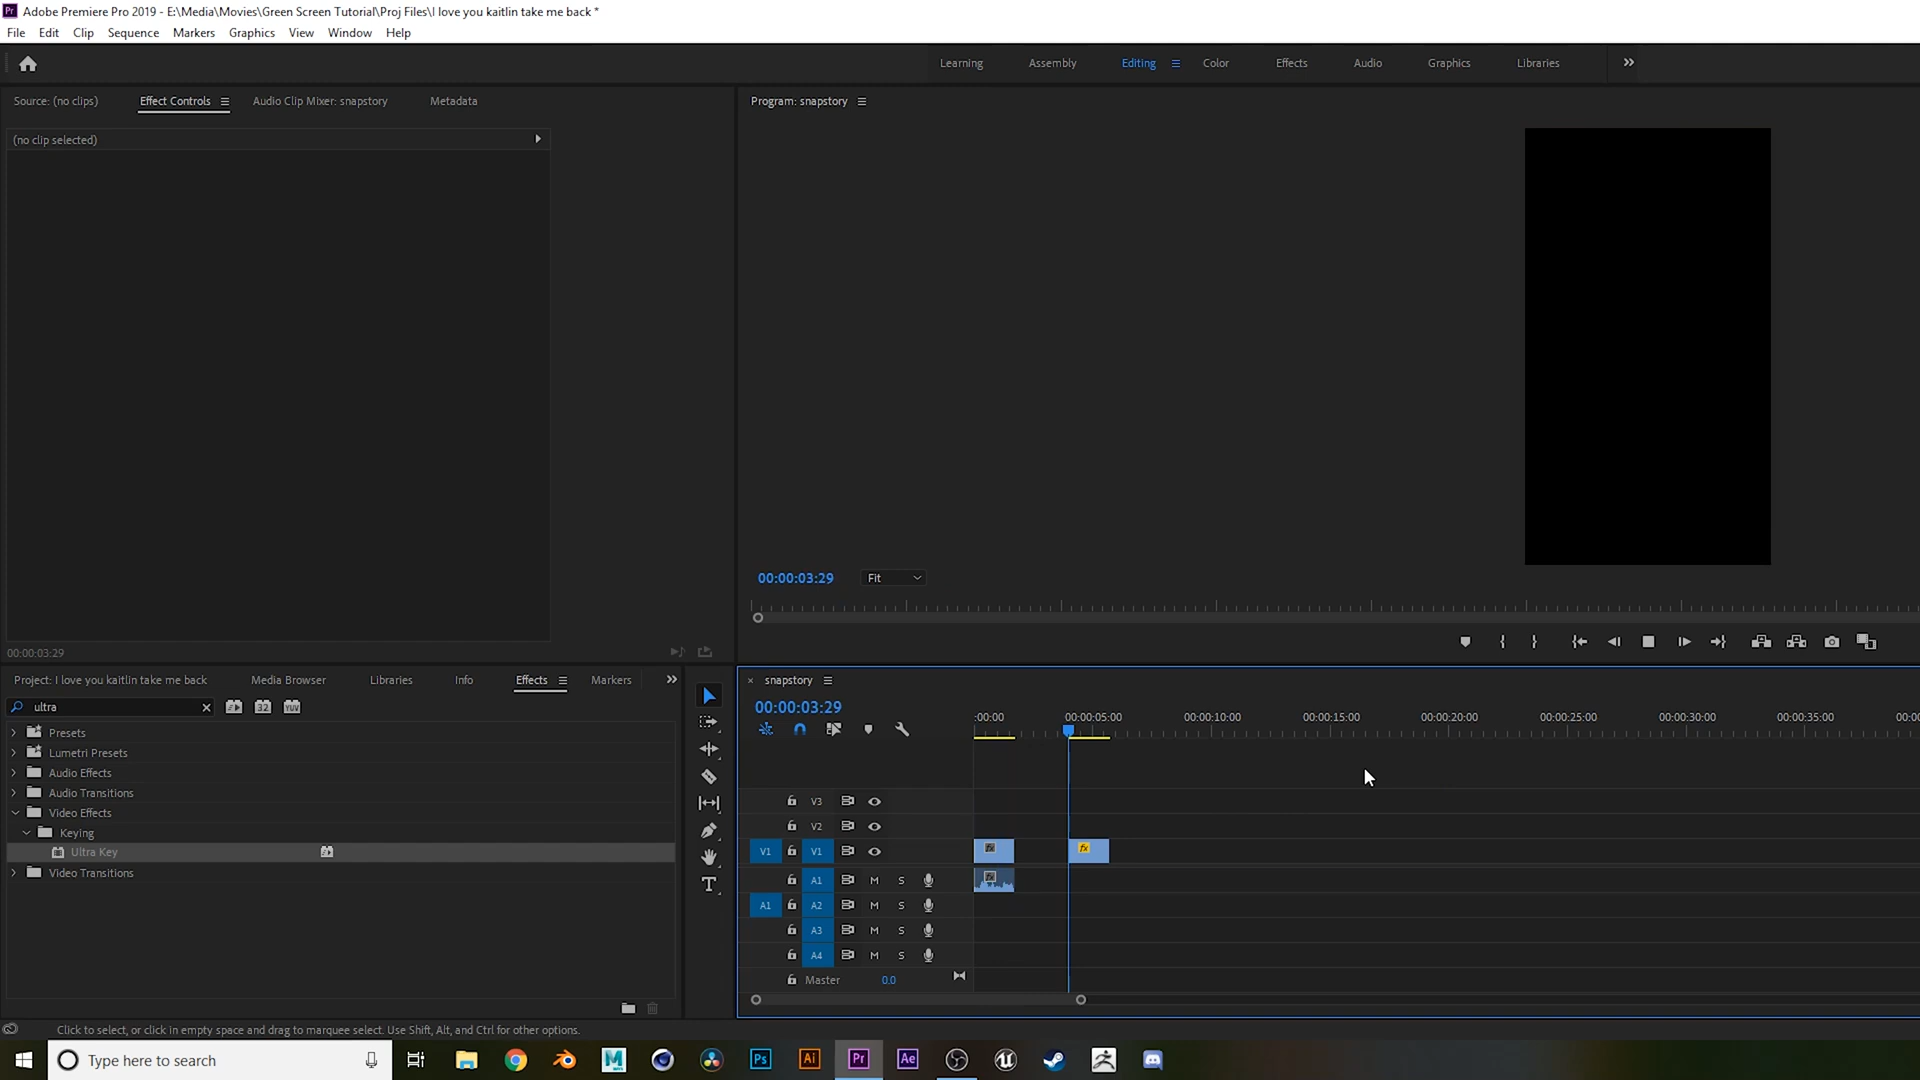 Adobe Premiere Pro 2019 - E:\Media\Movies\Green Screen Tutorial\Proj Files\I love you kaitlin take me back *
File Edit Clip Sequence Markers Graphics View Window Help
Learning Assembly Editing Color Effects Audio Graphics Libraries
Source: (no clips) Effect Controls Audio Clip Mixer: snapstory Metadata
Program: snapstory
(no clip selected)
00:00:03:29 Fit
00:00:03:29
Project: I love you kaitlin take me back Media Browser Libraries Info Effects Markers
ultra
32 YUV
Presets
Lumetri Presets
Audio Effects
Audio Transitions
Video Effects
Keying
Ultra Key
Video Transitions
snapstory
00:00:03:29
:00:00 00:00:05:00 00:00:10:00 00:00:15:00 00:00:20:00 00:00:25:00 00:00:30:00 00:00:35:00 00:0
V3
V2
V1 V1 fx fx
A1 M S fx
A1 A2 M S
A3 M S
A4 M S
Master 0.0
Click to select, or click in empty space and drag to marquee select. Use Shift, Alt, and Ctrl for other options.
Type here to search
M Ps Ai Pr Ae